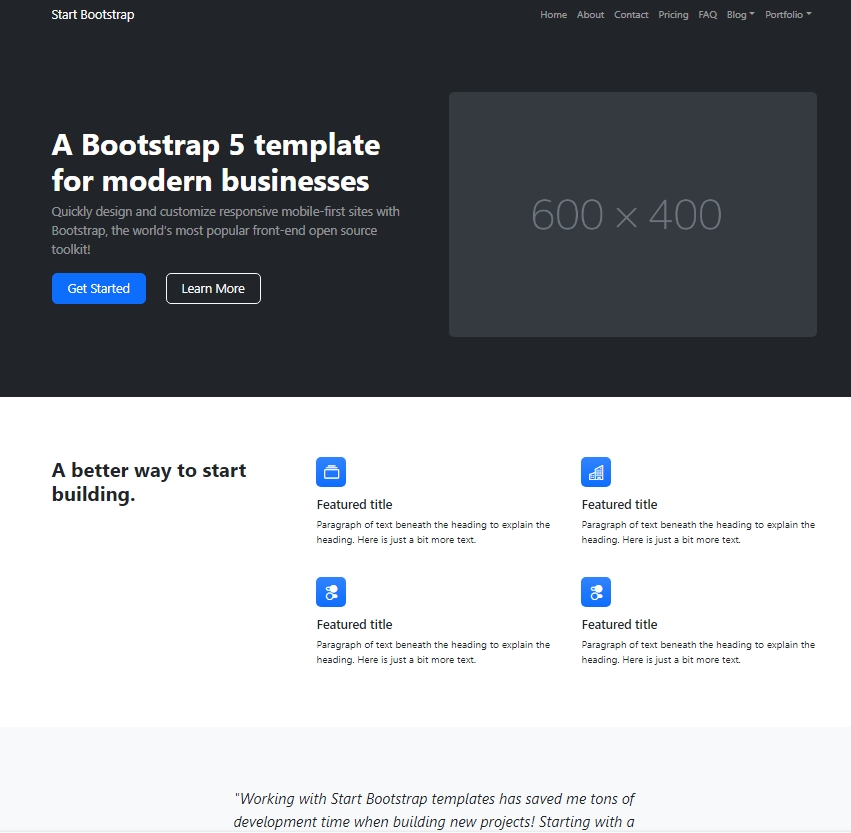 Start Bootstrap
Home About Contact Pricing FAQ Blog Portfolio
A Bootstrap 5 template
for modern businesses
Quickly design and customize responsive mobile-first sites with
Bootstrap, the world's most popular front-end open source
toolkit!
Get Started Learn More
600 × 400
A better way to start
building.
Featured title
Paragraph of text beneath the heading to explain the
heading. Here is just a bit more text.
Featured title
Paragraph of text beneath the heading to explain the
heading. Here is just a bit more text.
Featured title
Paragraph of text beneath the heading to explain the
heading. Here is just a bit more text.
Featured title
Paragraph of text beneath the heading to explain the
heading. Here is just a bit more text.
"Working with Start Bootstrap templates has saved me tons of
development time when building new projects! Starting with a